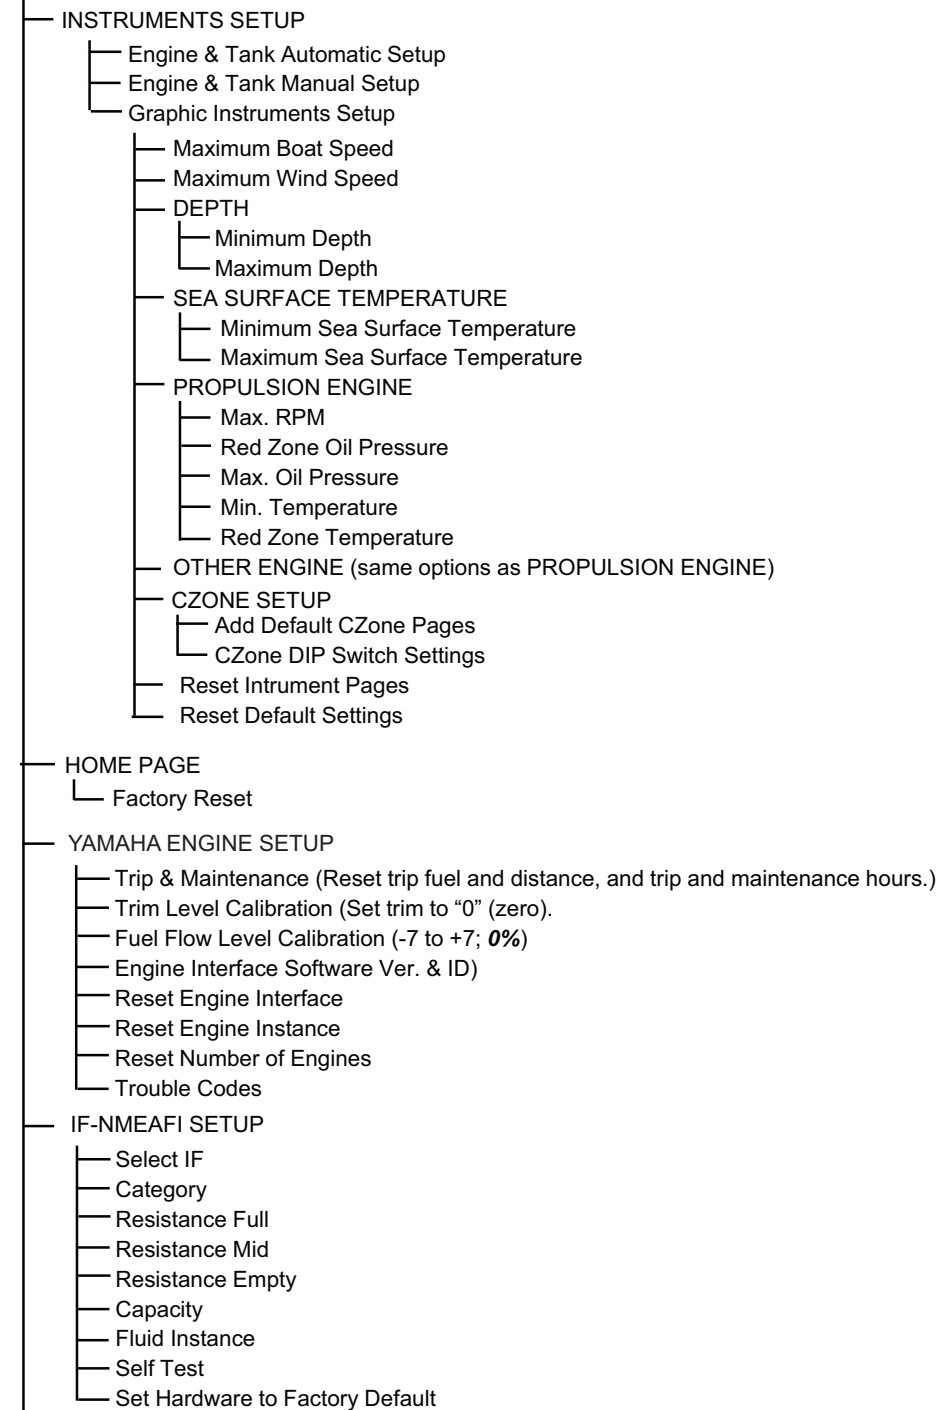 INSTRUMENTS SETUP
Engine & Tank Automatic Setup
Engine & Tank Manual Setup
Graphic Instruments Setup
Maximum Boat Speed
Maximum Wind Speed
DEPTH
Minimum Depth
Maximum Depth
SEA SURFACE TEMPERATURE
Minimum Sea Surface Temperature
Maximum Sea Surface Temperature
PROPULSION ENGINE
Max. RPM
Red Zone Oil Pressure
Max. Oil Pressure
Min. Temperature
Red Zone Temperature
OTHER ENGINE (same options as PROPULSION ENGINE)
CZONE SETUP
Add Default CZone Pages
CZone DIP Switch Settings
Reset Intrument Pages
Reset Default Settings
HOME PAGE
Factory Reset
YAMAHA ENGINE SETUP
Trip & Maintenance (Reset trip fuel and distance, and trip and maintenance hours.)
Trim Level Calibration (Set trim to “0” (zero).
Fuel Flow Level Calibration (-7 to +7; 0%)
Engine Interface Software Ver. & ID)
Reset Engine Interface
Reset Engine Instance
Reset Number of Engines
Trouble Codes
IF-NMEAFI SETUP
Select IF
Category
Resistance Full
Resistance Mid
Resistance Empty
Capacity
Fluid Instance
Self Test
Set Hardware to Factory Default